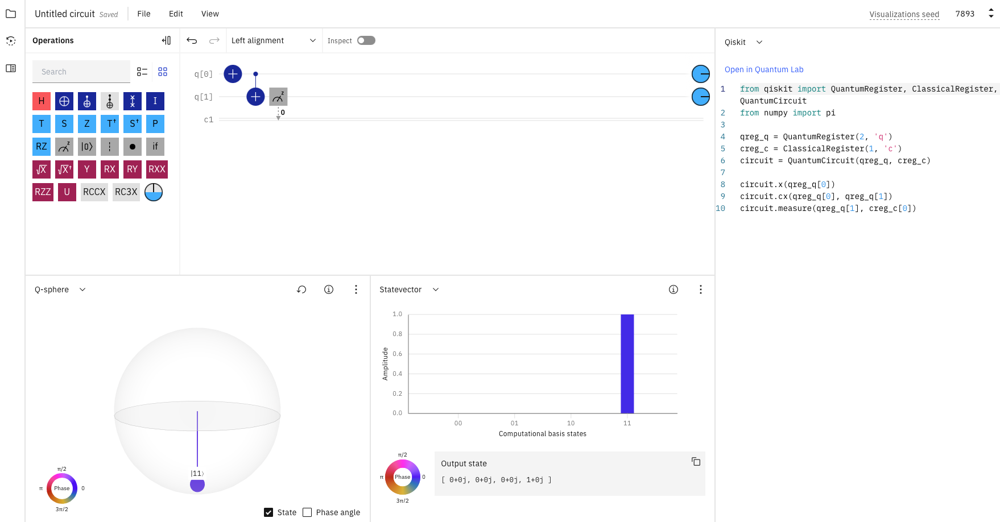 Untitled circuit Saved File Edit View Visualizations seed 7893
Operations Left alignment Inspect
Search
H I
T S Z T† S† P
RZ z |0⟩ if
√X √X† Y RX RY RXX
RZZ U RCCX RC3X
q[0]
q[1] z
0
c1
Qiskit
Open in Quantum Lab
1 from qiskit import QuantumRegister, ClassicalRegister,
QuantumCircuit
2 from numpy import pi
3
4 qreg_q = QuantumRegister(2, 'q')
5 creg_c = ClassicalRegister(1, 'c')
6 circuit = QuantumCircuit(qreg_q, creg_c)
7
8 circuit.x(qreg_q[0])
9 circuit.cx(qreg_q[0], qreg_q[1])
10 circuit.measure(qreg_q[1], creg_c[0])
Q-sphere
|11⟩
π/2
π Phase 0
3π/2
State Phase angle
Statevector
Amplitude
1.0
0.8
0.6
0.4
0.2
0.0
00 01 10 11
Computational basis states
π/2
π Phase 0
3π/2
Output state
[ 0+0j, 0+0j, 0+0j, 1+0j ]